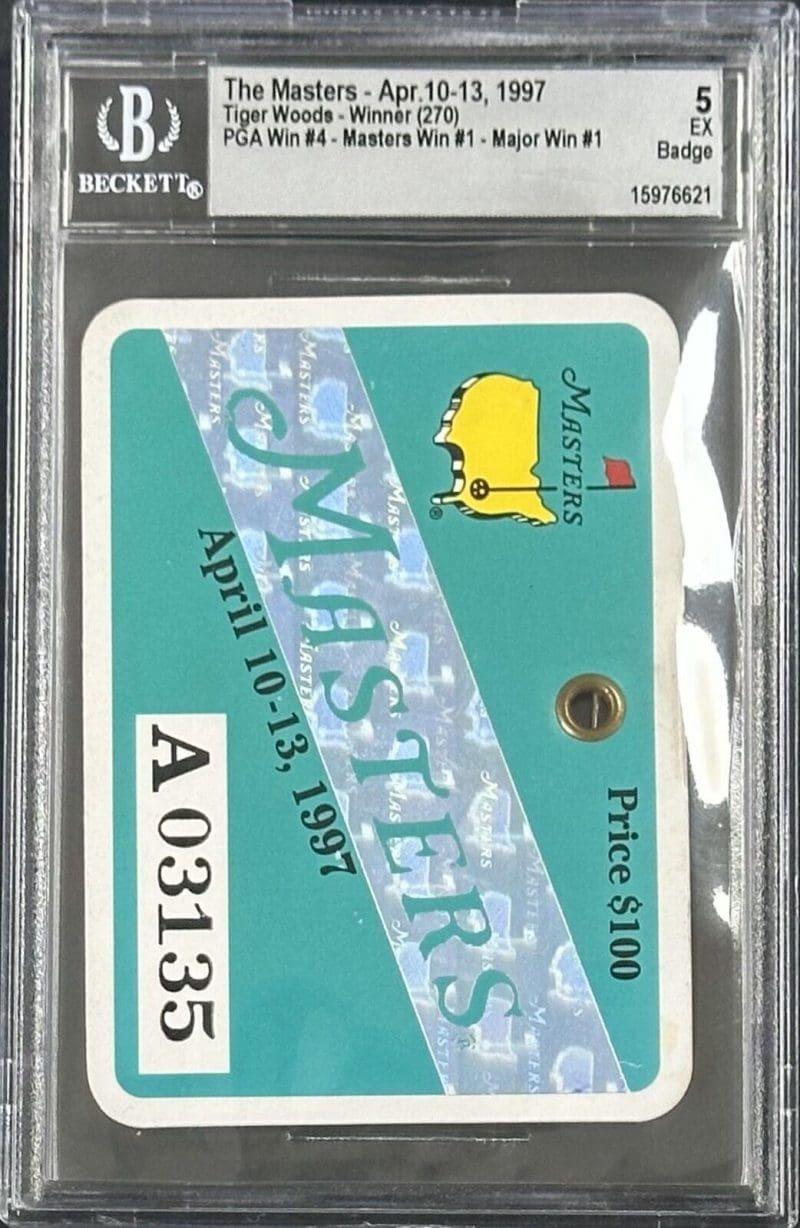 The Masters - Apr.10-13, 1997
Tiger Woods - Winner (270)
PGA Win #4 - Masters Win #1 - Major Win #1
5
EX
Badge
15976621
B
BECKETT®
MASTERS
®
Price $100
MASTERS
April 10-13, 1997
A 03135